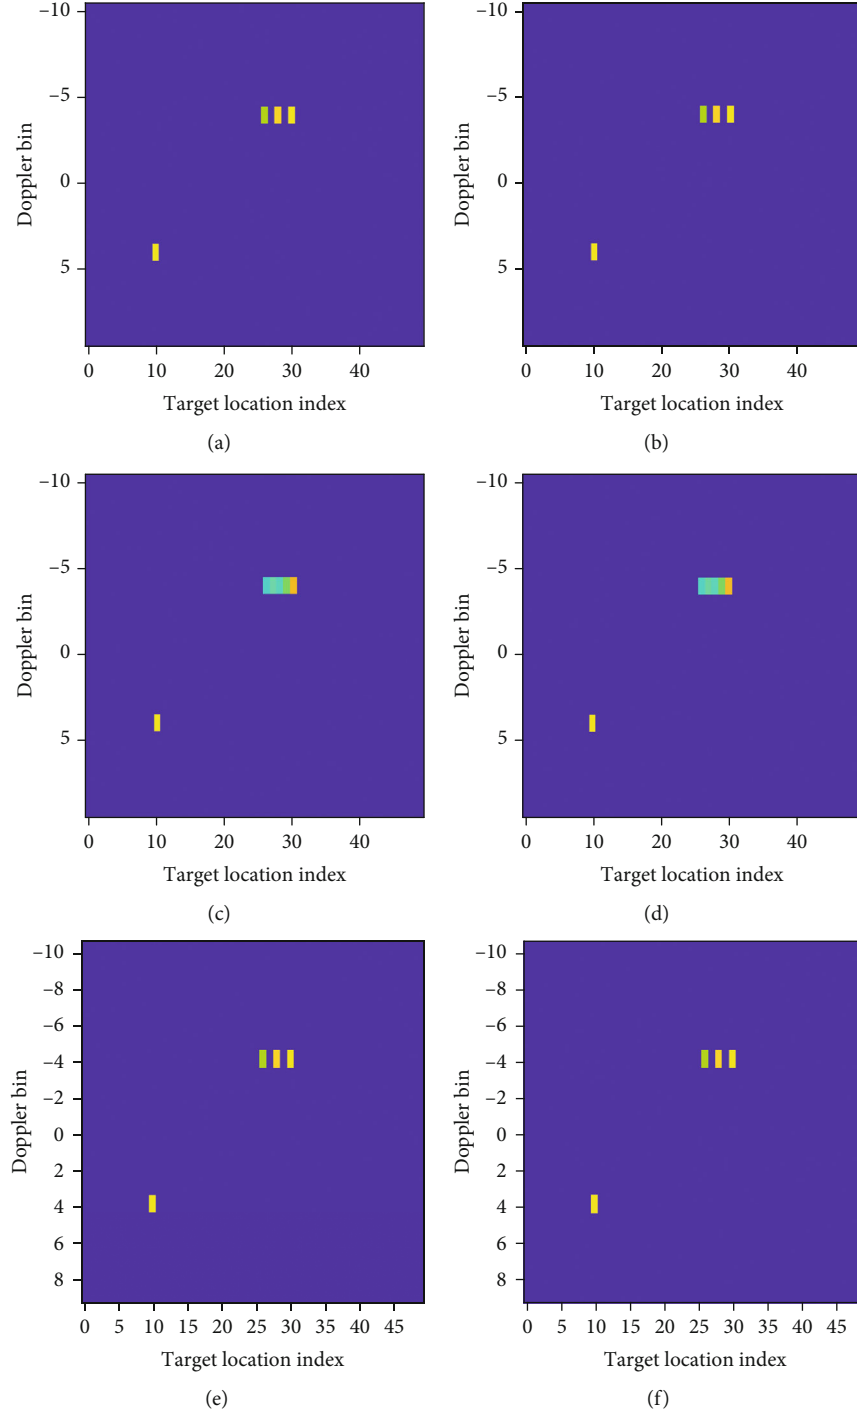 −10
−5
0
5
Doppler bin
0 10 20 30 40
Target location index
(a)
−10
−5
0
5
Doppler bin
0 10 20 30 40
Target location index
(b)
−10
−5
0
5
Doppler bin
0 10 20 30 40
Target location index
(c)
−10
−5
0
5
Doppler bin
0 10 20 30 40
Target location index
(d)
−10
−8
−6
−4
−2
0
2
4
6
8
Doppler bin
0 5 10 15 20 25 30 35 40 45
Target location index
(e)
−10
−8
−6
−4
−2
0
2
4
6
8
Doppler bin
0 5 10 15 20 25 30 35 40 45
Target location index
(f)